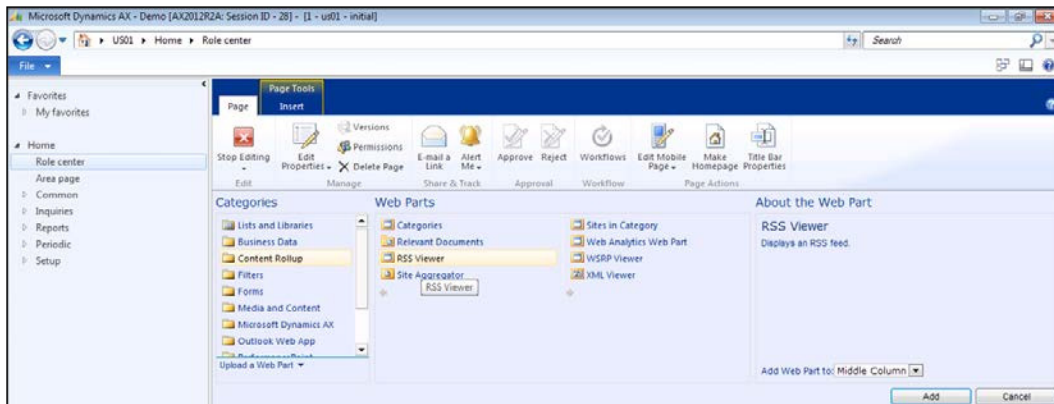 Microsoft Dynamics AX - Demo [AX2012R2A: Session ID - 28] - [1 - us01 - initial]
US01 Home Role center
Search
File
Favorites
My favorites
Home
Role center
Area page
Common
Inquiries
Reports
Periodic
Setup
Page Tools
Page Insert
Stop Editing
Edit Properties
Versions
Permissions
Delete Page
E-mail a Link
Alert Me
Approve
Reject
Workflows
Edit Mobile Page
Make Homepage
Title Bar Properties
Edit Manage Share & Track Approval Workflow Page Actions
Categories
Lists and Libraries
Business Data
Content Rollup
Filters
Forms
Media and Content
Microsoft Dynamics AX
Outlook Web App
PerformancePoint
Upload a Web Part
Web Parts
Categories
Relevant Documents
RSS Viewer
Site Aggregator
RSS Viewer
Sites in Category
Web Analytics Web Part
WSRP Viewer
XML Viewer
About the Web Part
RSS Viewer
Displays an RSS feed.
Add Web Part to: Middle Column
Add Cancel